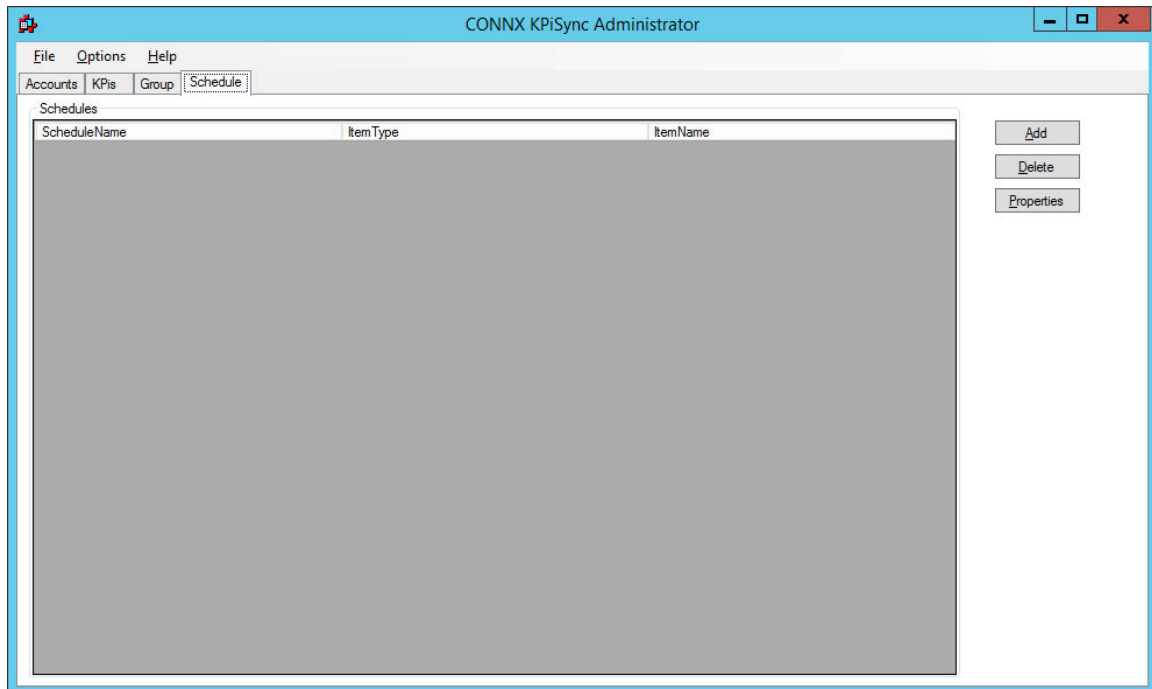 CONNX KPiSync Administrator
File Options Help
Accounts KPis Group Schedule
Schedules
ScheduleName ItemType ItemName
Add
Delete
Properties